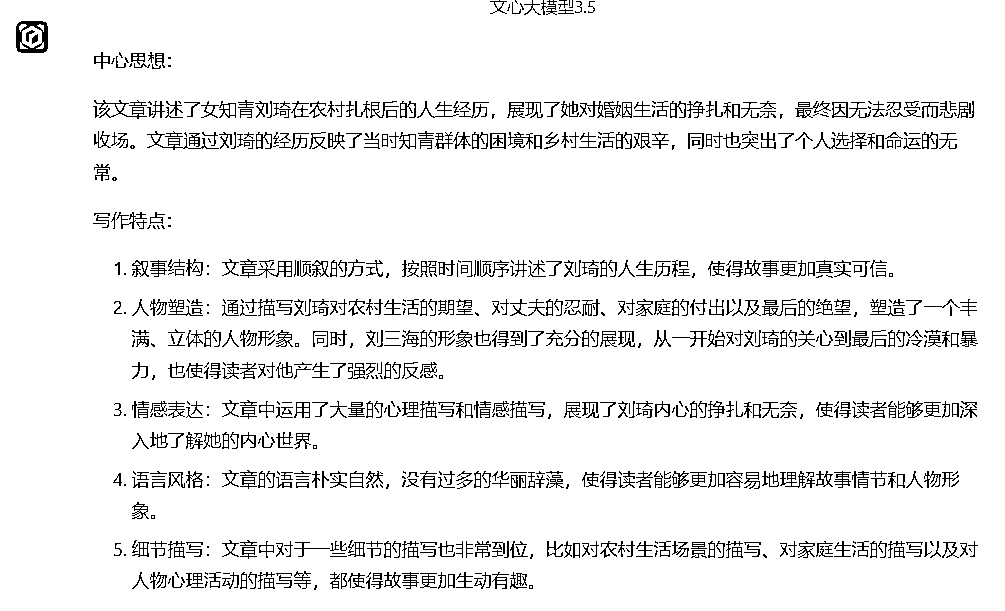 文心大模型3.5
中心思想：
该文章讲述了女知青刘琦在农村扎根后的人生经历，展现了她对婚姻生活的挣扎和无奈，最终因无法忍受而悲剧
收场。文章通过刘琦的经历反映了当时知青群体的困境和乡村生活的艰辛，同时也突出了个人选择和命运的无
常。
写作特点：
1. 叙事结构：文章采用顺叙的方式，按照时间顺序讲述了刘琦的人生历程，使得故事更加真实可信。
2. 人物塑造：通过描写刘琦对农村生活的期望、对丈夫的忍耐、对家庭的付出以及最后的绝望，塑造了一个丰
满、立体的人物形象。同时，刘三海的形象也得到了充分的展现，从一开始对刘琦的关心到最后的冷漠和暴
力，也使得读者对他产生了强烈的反感。
3. 情感表达：文章中运用了大量的心理描写和情感描写，展现了刘琦内心的挣扎和无奈，使得读者能够更加深
入地了解她的内心世界。
4. 语言风格：文章的语言朴实自然，没有过多的华丽辞藻，使得读者能够更加容易地理解故事情节和人物形
象。
5. 细节描写：文章中对于一些细节的描写也非常到位，比如对农村生活场景的描写、对家庭生活的描写以及对
人物心理活动的描写等，都使得故事更加生动有趣。